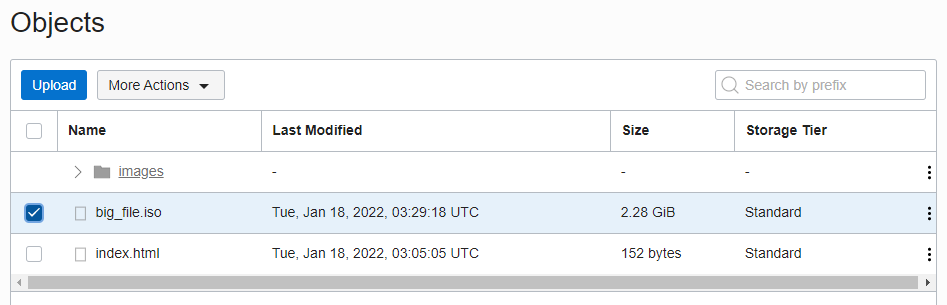 Objects
Upload More Actions Search by prefix
Name Last Modified Size Storage Tier
images - - -
big_file.iso Tue, Jan 18, 2022, 03:29:18 UTC 2.28 GiB Standard
index.html Tue, Jan 18, 2022, 03:05:05 UTC 152 bytes Standard